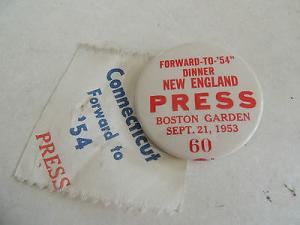 FORWARD-TO-'54"
DINNER
NEW ENGLAND
PRESS
BOSTON GARDEN
SEPT. 21, 1953
60
Connecticut
Forward to
'54
PRESS